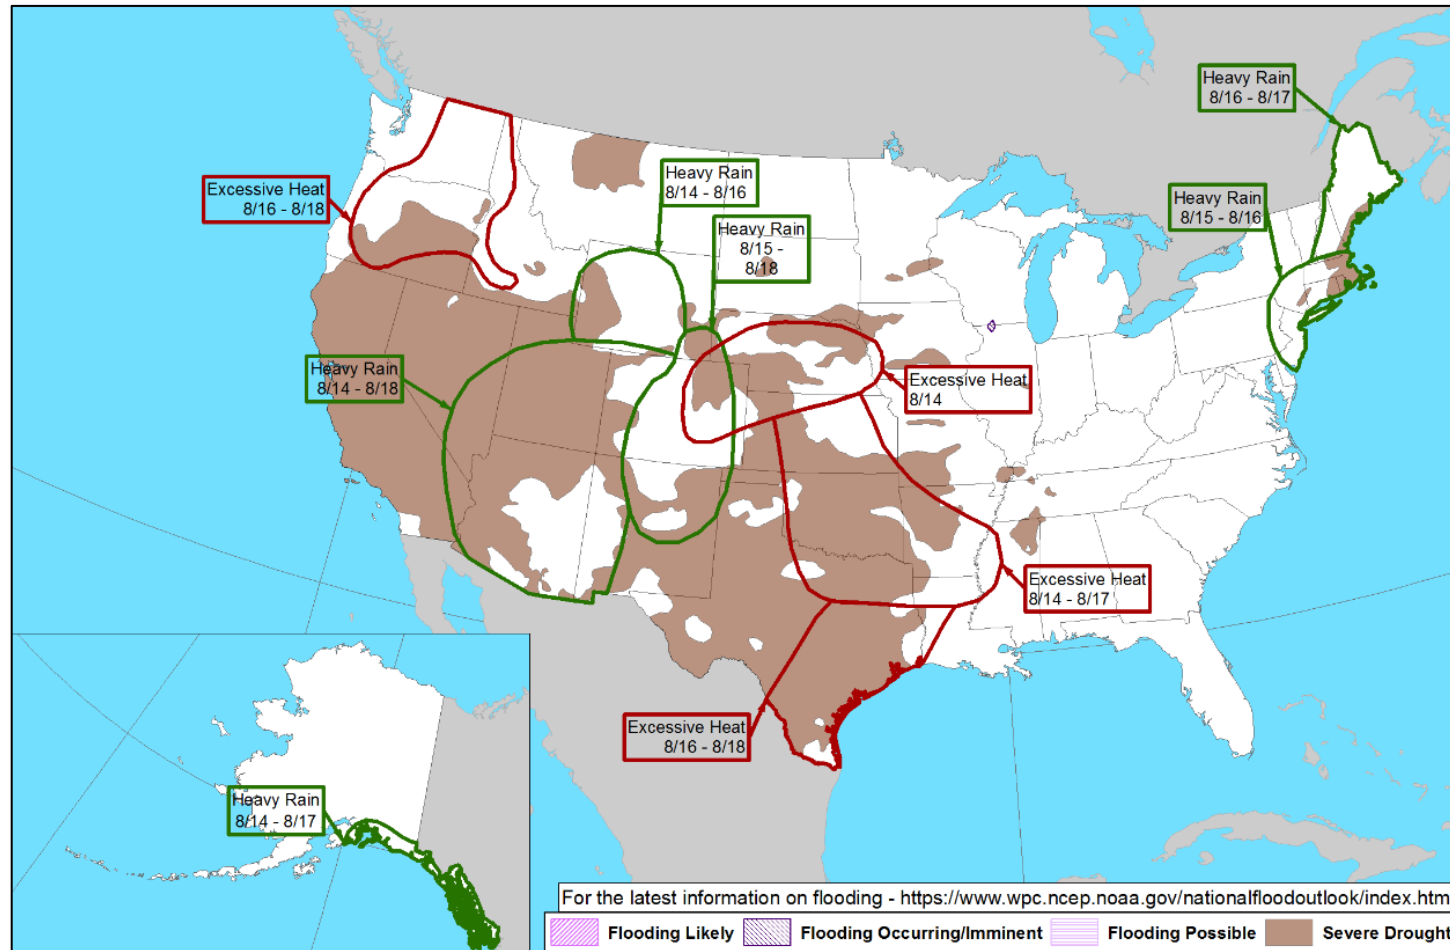 Heavy Rain
8/16 - 8/17
Heavy Rain
8/14 - 8/16
Excessive Heat
8/16 - 8/18
Heavy Rain
8/15 - 8/16
Heavy Rain
8/15 -
8/18
Heavy Rain
8/14 - 8/18
Excessive Heat
8/14
Excessive Heat
8/14 - 8/17
Excessive Heat
8/16 - 8/18
Heavy Rain
8/14 - 8/17
For the latest information on flooding - https://www.wpc.ncep.noaa.gov/nationalfloodoutlook/index.htm
Flooding Likely
Flooding Occurring/Imminent
Flooding Possible
Severe Drought